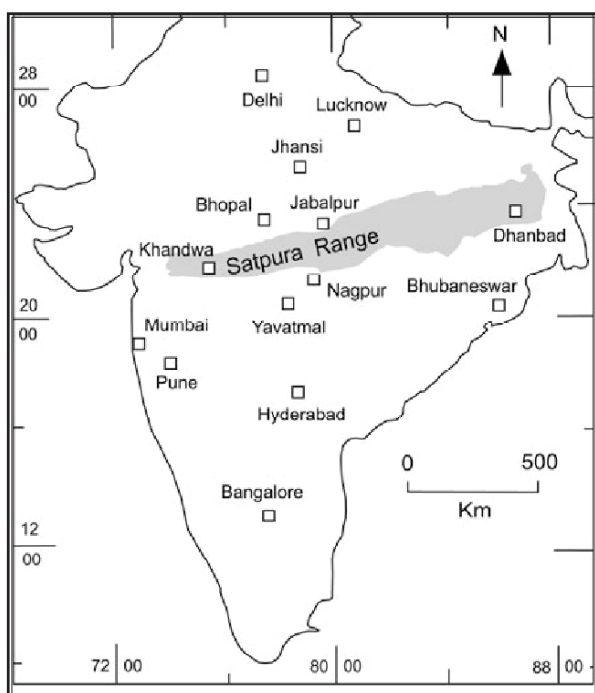 N
28
00
Delhi
Lucknow
Jhansi
Bhopal
Jabalpur
Khandwa
Satpura Range
Dhanbad
Nagpur
Bhubaneswar
20
00
Mumbai
Yavatmal
Pune
Hyderabad
0 500
Km
Bangalore
12
00
72 00 80 00 88 00